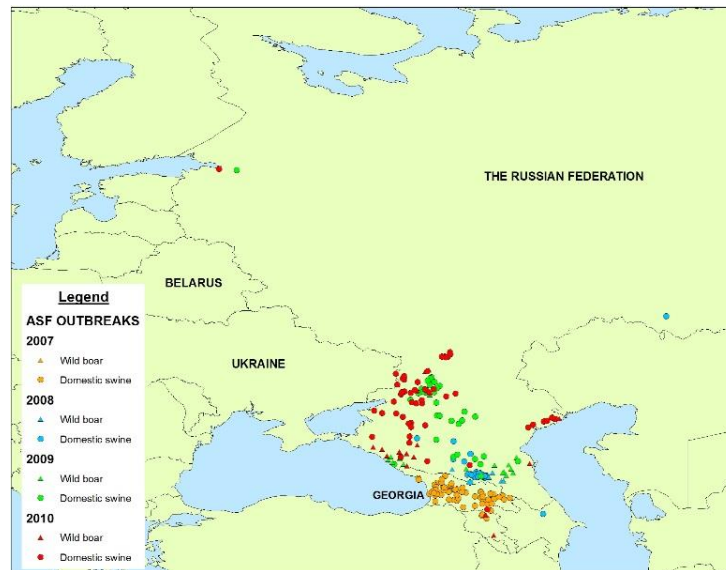 THE RUSSIAN FEDERATION
BELARUS
UKRAINE
GEORGIA
Legend
ASF OUTBREAKS
2007
Wild boar
Domestic swine
2008
Wild boar
Domestic swine
2009
Wild boar
Domestic swine
2010
Wild boar
Domestic swine